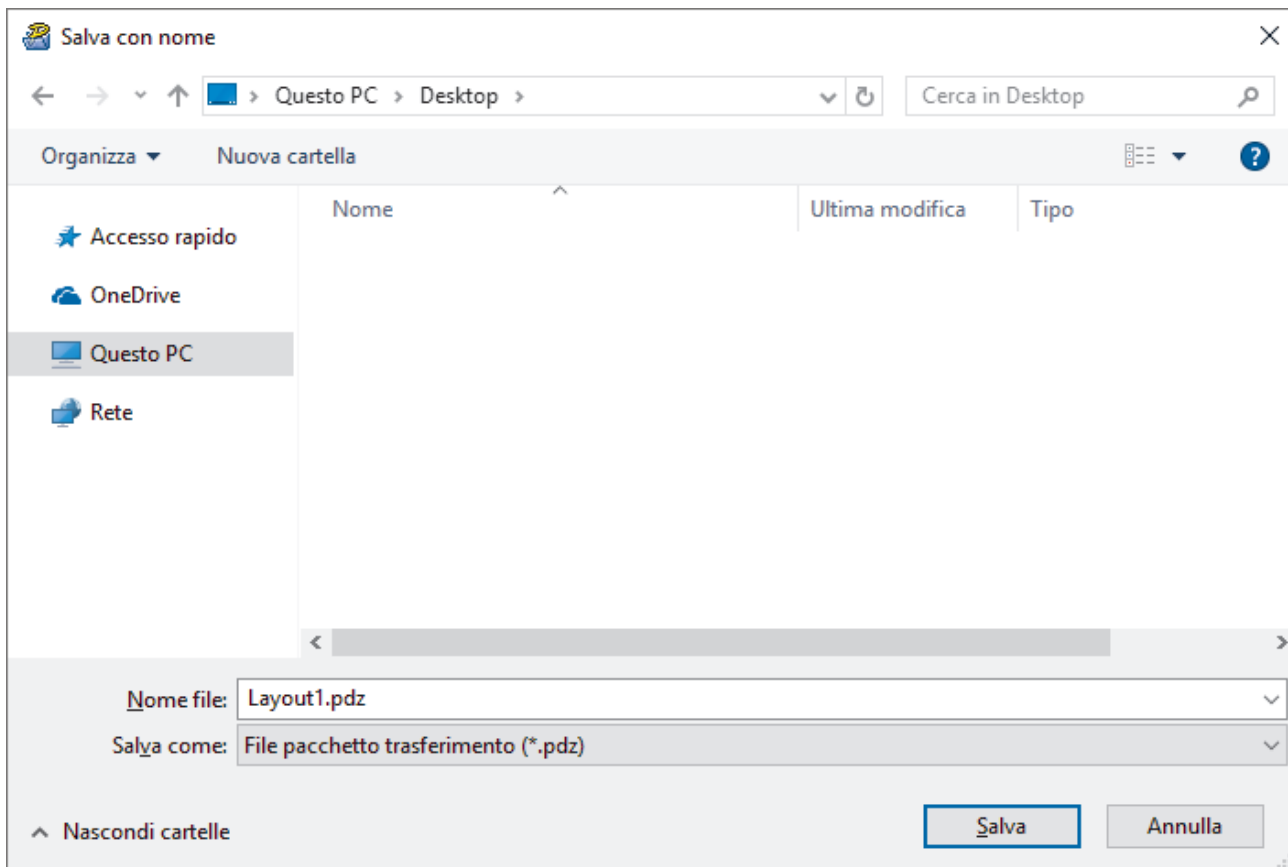 Salva con nome
Questo PC > Desktop > Cerca in Desktop
Organizza Nuova cartella ?
Nome Ultima modifica Tipo
Accesso rapido
OneDrive
Questo PC
Rete
Nome file: Layout1.pdz
Salva come: File pacchetto trasferimento (*.pdz)
Nascondi cartelle Salva Annulla